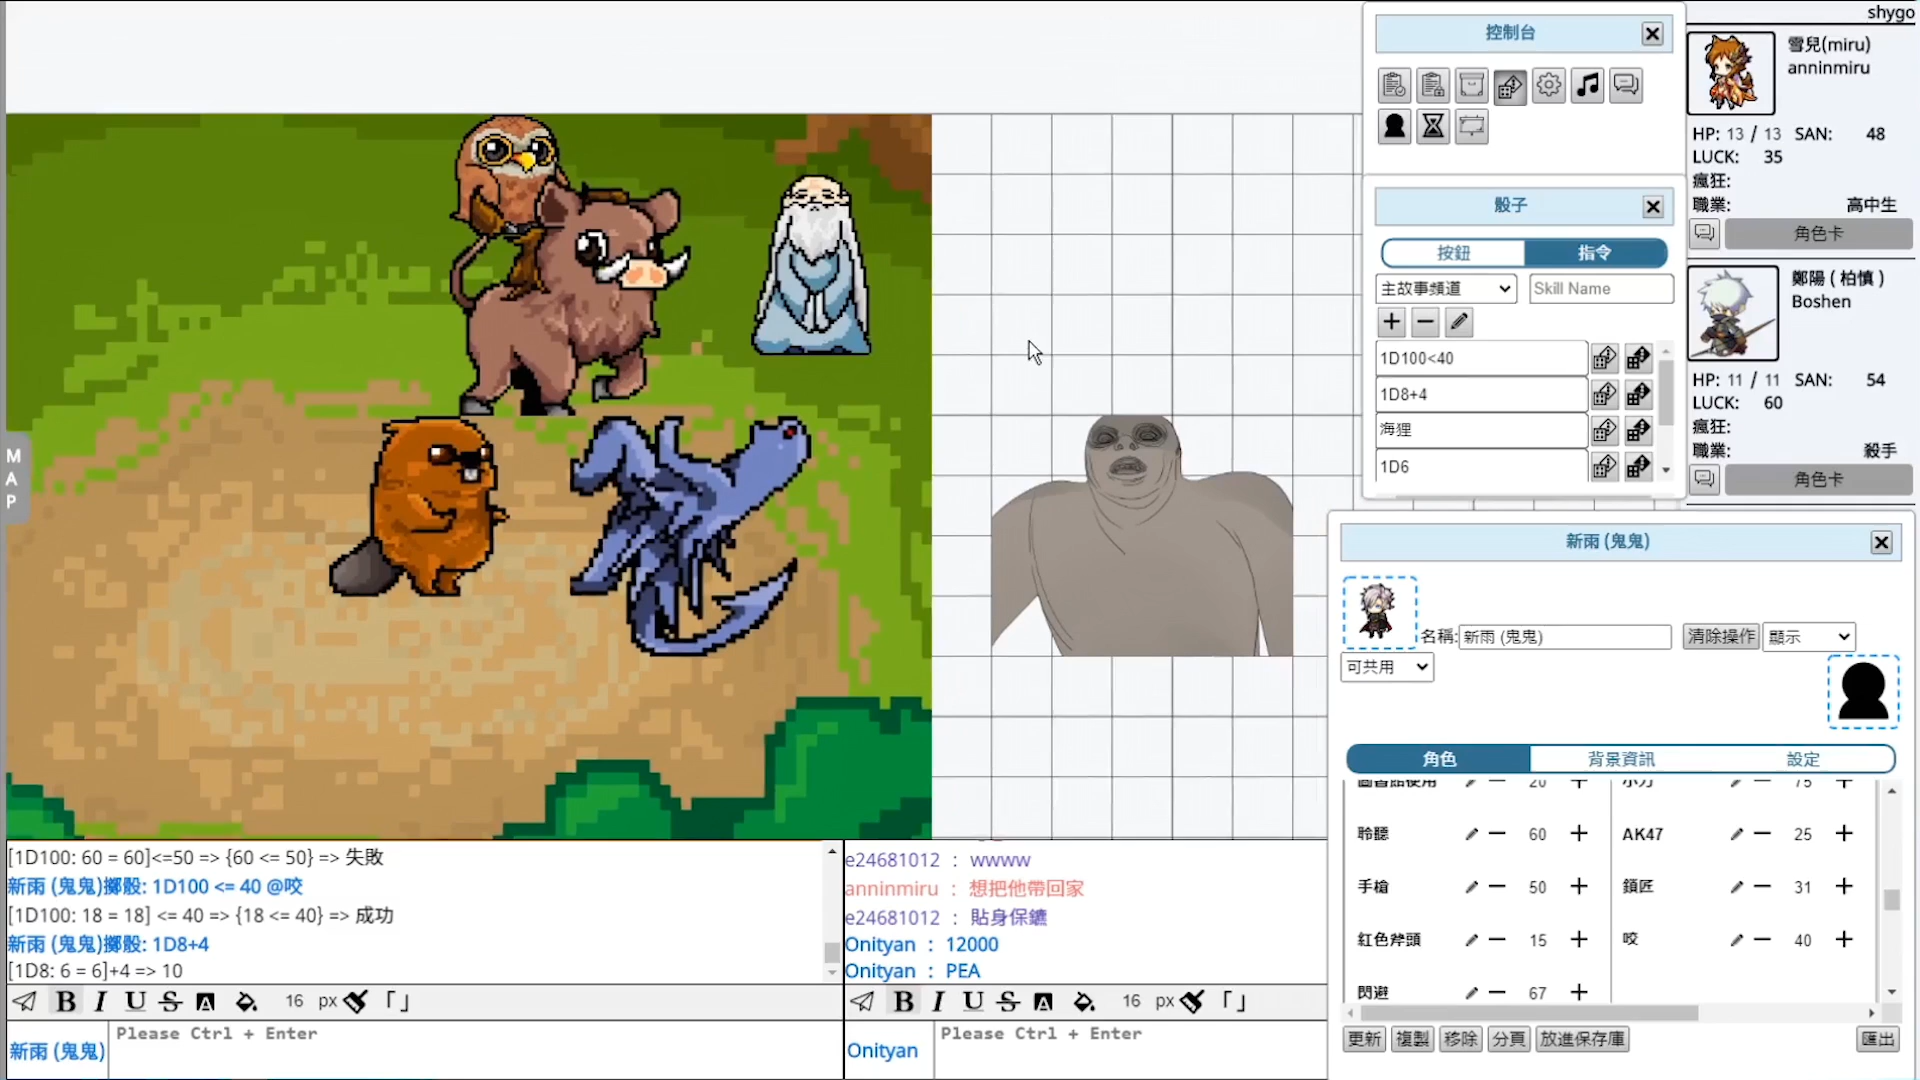 shygo
控制台
雪兒(miru)
anninmiru
HP: 13 / 13 SAN: 48
LUCK: 35
瘋狂:
職業: 高中生
角色卡
骰子
按鈕 指令
主故事頻道 Skill Name
1D100<40
1D8+4
海狸
1D6
鄭陽 ( 柏慎 )
Boshen
HP: 11 / 11 SAN: 54
LUCK: 60
瘋狂:
職業: 殺手
角色卡
MAP
新雨 (鬼鬼)
名稱: 新雨 (鬼鬼) 清除操作 顯示
可共用
角色 背景資訊 設定
圖書館使用 20 小刀 75
聆聽 60 AK47 25
手槍 50 鎖匠 31
紅色斧頭 15 咬 40
閃避 67
更新 複製 移除 分頁 放進保存庫 匯出
[1D100: 60 = 60]<=50 => {60 <= 50} => 失敗
新雨 (鬼鬼)擲骰: 1D100 <= 40 @咬
[1D100: 18 = 18] <= 40 => {18 <= 40} => 成功
新雨 (鬼鬼)擲骰: 1D8+4
[1D8: 6 = 6]+4 => 10
B I U S A 16 px 「」
新雨 (鬼鬼) Please Ctrl + Enter
e24681012 : wwww
anninmiru : 想把他帶回家
e24681012 : 貼身保鑣
Onityan : 12000
Onityan : PEA
B I U S A 16 px 「」
Onityan Please Ctrl + Enter